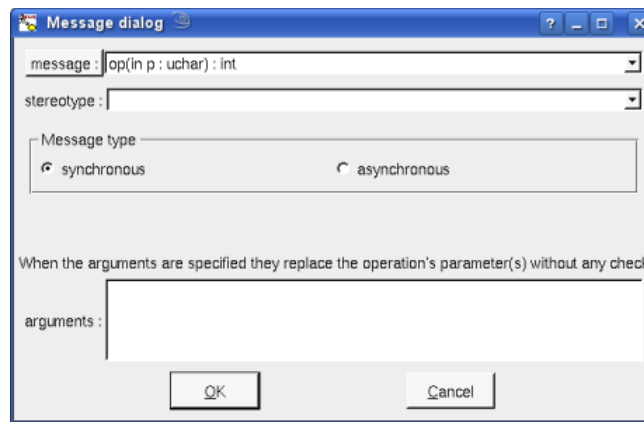 Message dialog
message : op(in p : uchar) : int
stereotype :
Message type
synchronous asynchronous
When the arguments are specified they replace the operation's parameter(s) without any chec
arguments :
OK Cancel